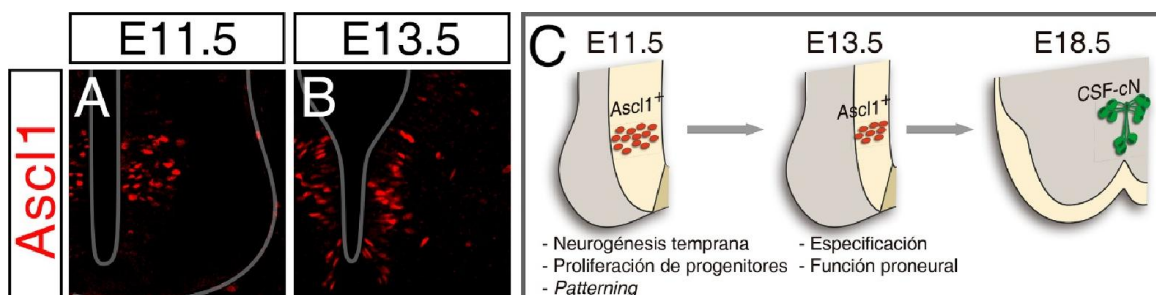 E11.5
E13.5
Ascl1
A
B
C
E11.5
E13.5
E18.5
Ascl1+
Ascl1+
CSF-cN
- Neurogénesis temprana
- Proliferación de progenitores
- Patterning
- Especificación
- Función proneural